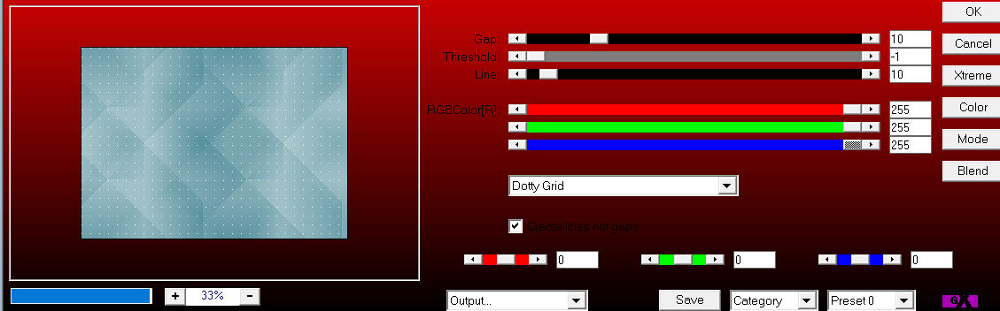 OK
Gap: 10
Threshold: -1
Cancel
Line: 10
Xtreme
RGBColor[R]: 255
Color
255
255
Mode
Blend
Dotty Grid
Create lines not gaps
0 0 0
+ 33% -
Output...
Save
Category
Preset 0
GX